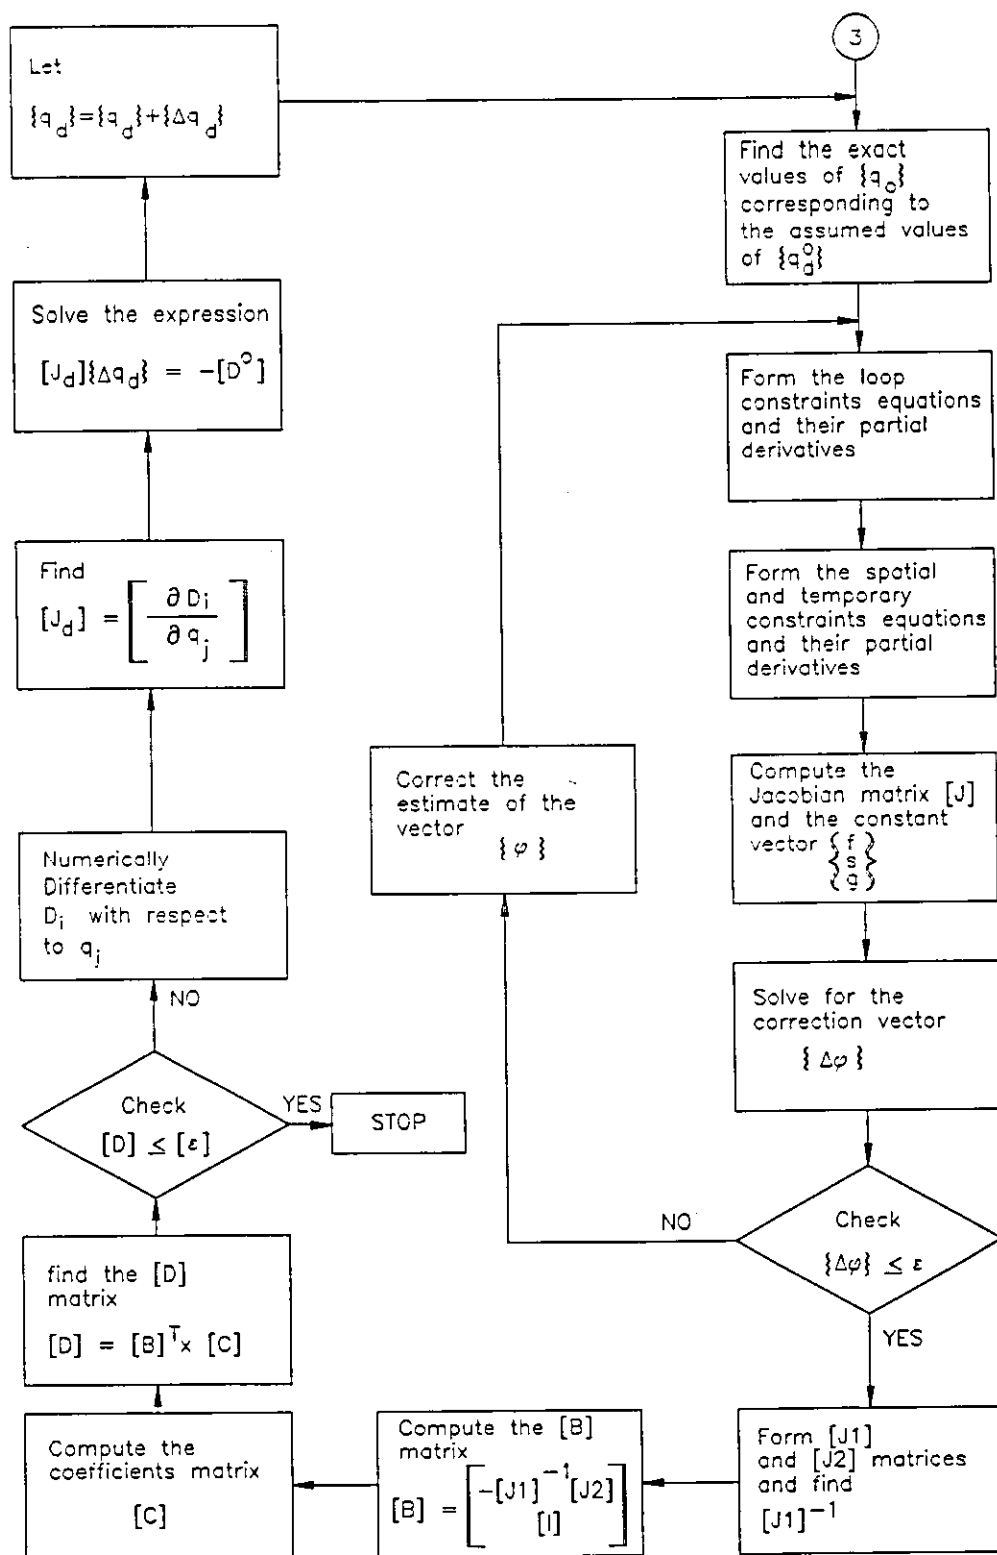 3
Find the exact
values of {q_o}
corresponding to
the assumed values
of {q_d^o}
Form the loop
constraints equations
and their partial
derivatives
Form the spatial
and temporary
constraints equations
and their partial
derivatives
Compute the
Jacobian matrix [J]
and the constant
vector {f
s
g}
Solve for the
correction vector
{Δφ}
Check
{Δφ} ≤ ε
NO
YES
Correct the
estimate of the
vector
{φ}
Form [J1]
and [J2] matrices
and find
[J1]^-1
Compute the [B]
matrix
[B] = [-[J1]^-1[J2]
[I]]
Compute the
coefficients matrix
[C]
find the [D]
matrix
[D] = [B]^T x [C]
Check
[D] ≤ [ε]
YES
STOP
NO
Numerically
Differentiate
D_i with respect
to q_j
Find
[J_d] = [∂D_i / ∂q_j]
Solve the expression
[J_d]{Δq_d} = -[D^o]
Let
{q_d}={q_d}+{Δq_d}